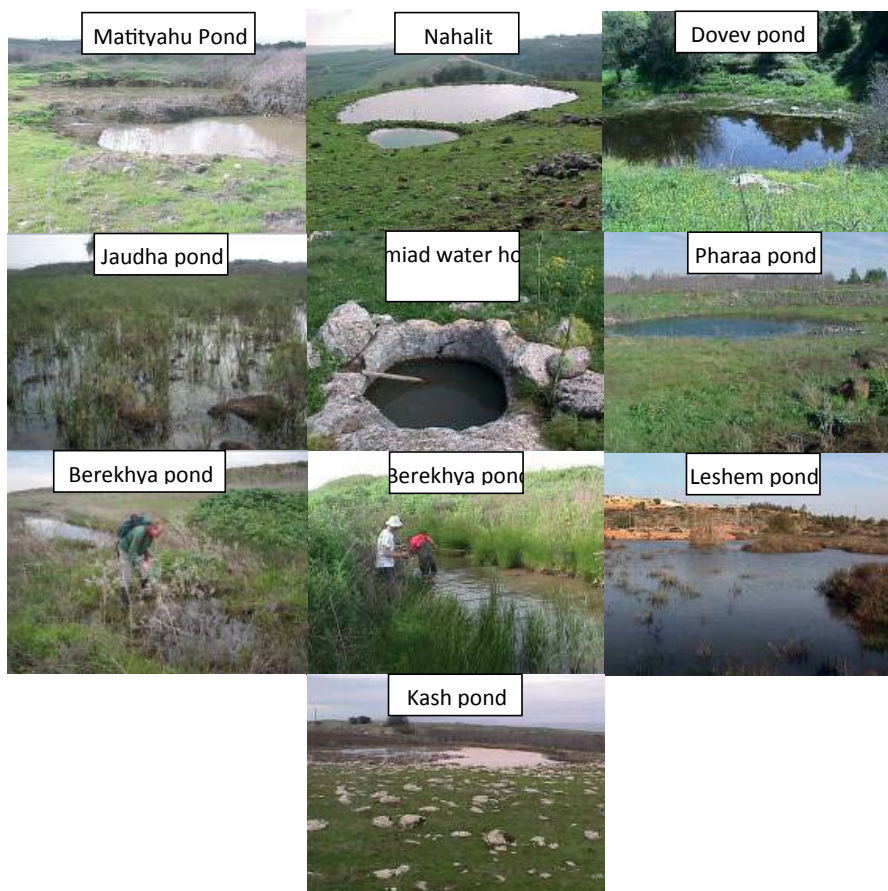 Matityahu Pond
Nahalit
Dovev pond
Jaudha pond
miad water ho
Pharaa pond
Berekhya pond
Berekhya pond
Leshem pond
Kash pond